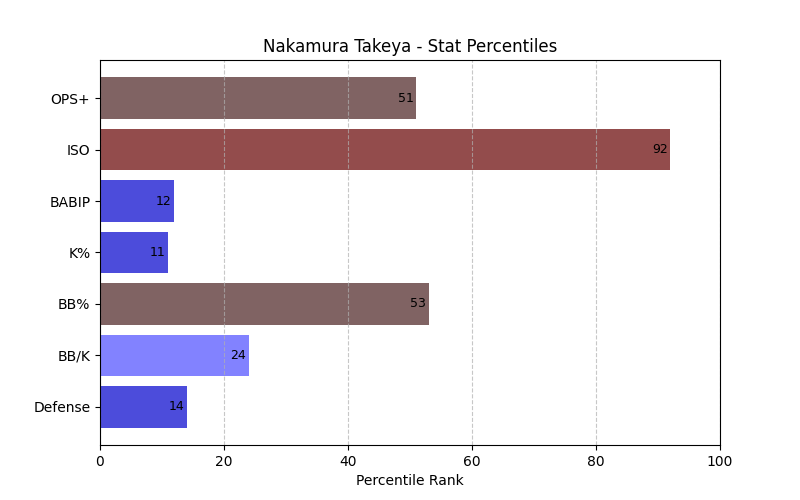 Nakamura Takeya - Stat Percentiles
OPS+ 51
ISO 92
BABIP 12
K% 11
BB% 53
BB/K 24
Defense 14
0 20 40 60 80 100
Percentile Rank